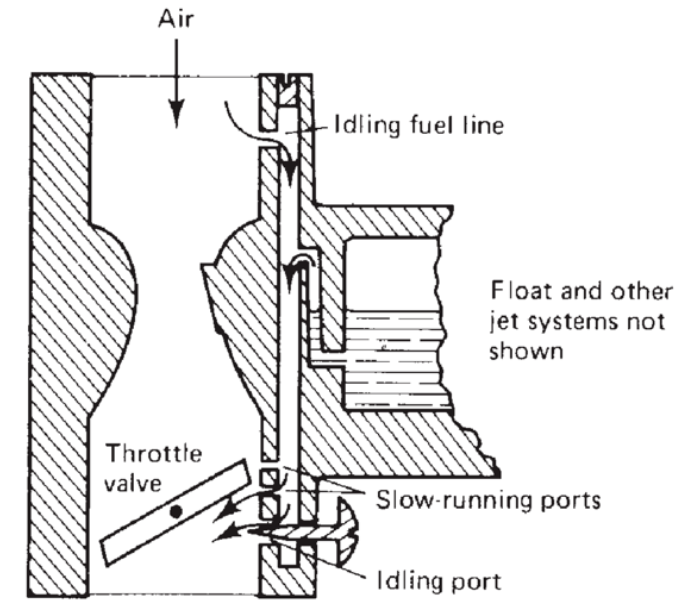 Air
Idling fuel line
Float and other
jet systems not
shown
Throttle
valve
Slow-running ports
Idling port